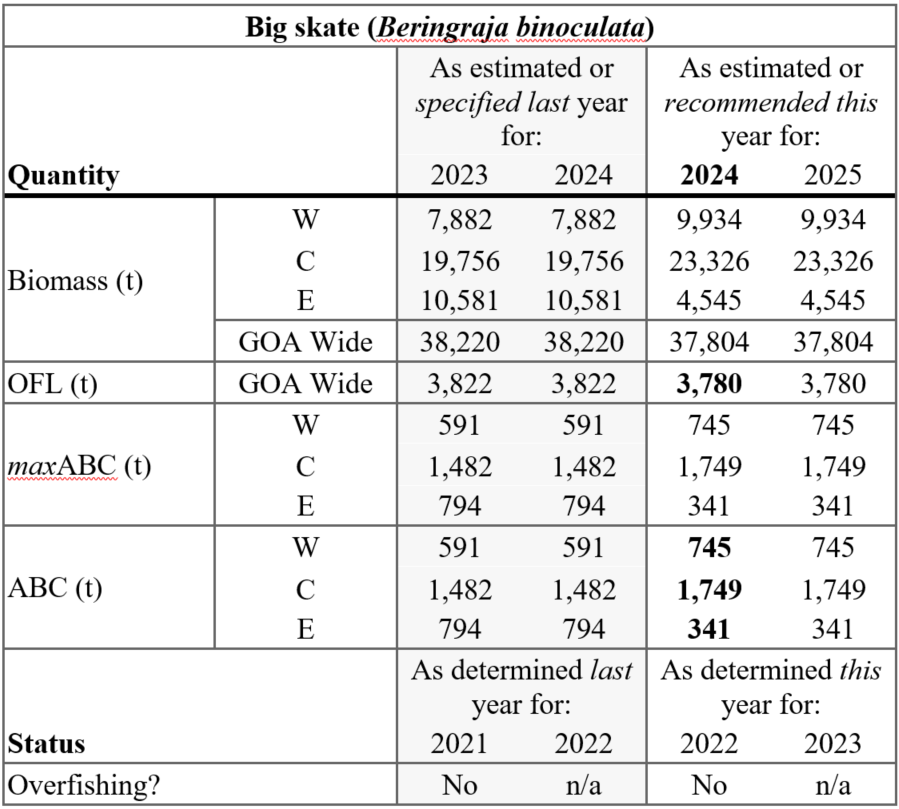 Big skate (Beringraja binoculata)
As estimated or As estimated or
specified last year recommended this
for: year for:
Quantity 2023 2024 2024 2025
W 7,882 7,882 9,934 9,934
C 19,756 19,756 23,326 23,326
Biomass (t)
E 10,581 10,581 4,545 4,545
GOA Wide 38,220 38,220 37,804 37,804
OFL (t) GOA Wide 3,822 3,822 3,780 3,780
W 591 591 745 745
maxABC (t) C 1,482 1,482 1,749 1,749
E 794 794 341 341
W 591 591 745 745
ABC (t) C 1,482 1,482 1,749 1,749
E 794 794 341 341
As determined last As determined this
year for: year for:
Status 2021 2022 2022 2023
Overfishing? No n/a No n/a